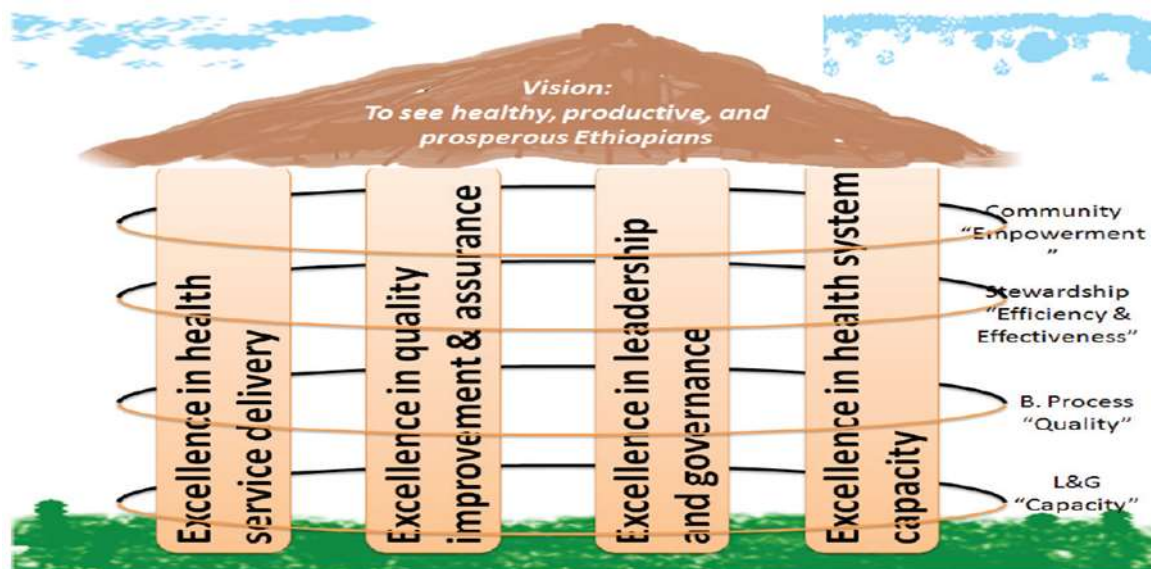 Vision:
To see healthy, productive, and
prosperous Ethiopians
Excellence in health
service delivery
Excellence in quality
improvement & assurance
Excellence in leadership
and governance
Excellence in health system
capacity
Community
“Empowerment
”
Stewardship
“Efficiency &
Effectiveness”
B. Process
“Quality”
L&G
“Capacity”